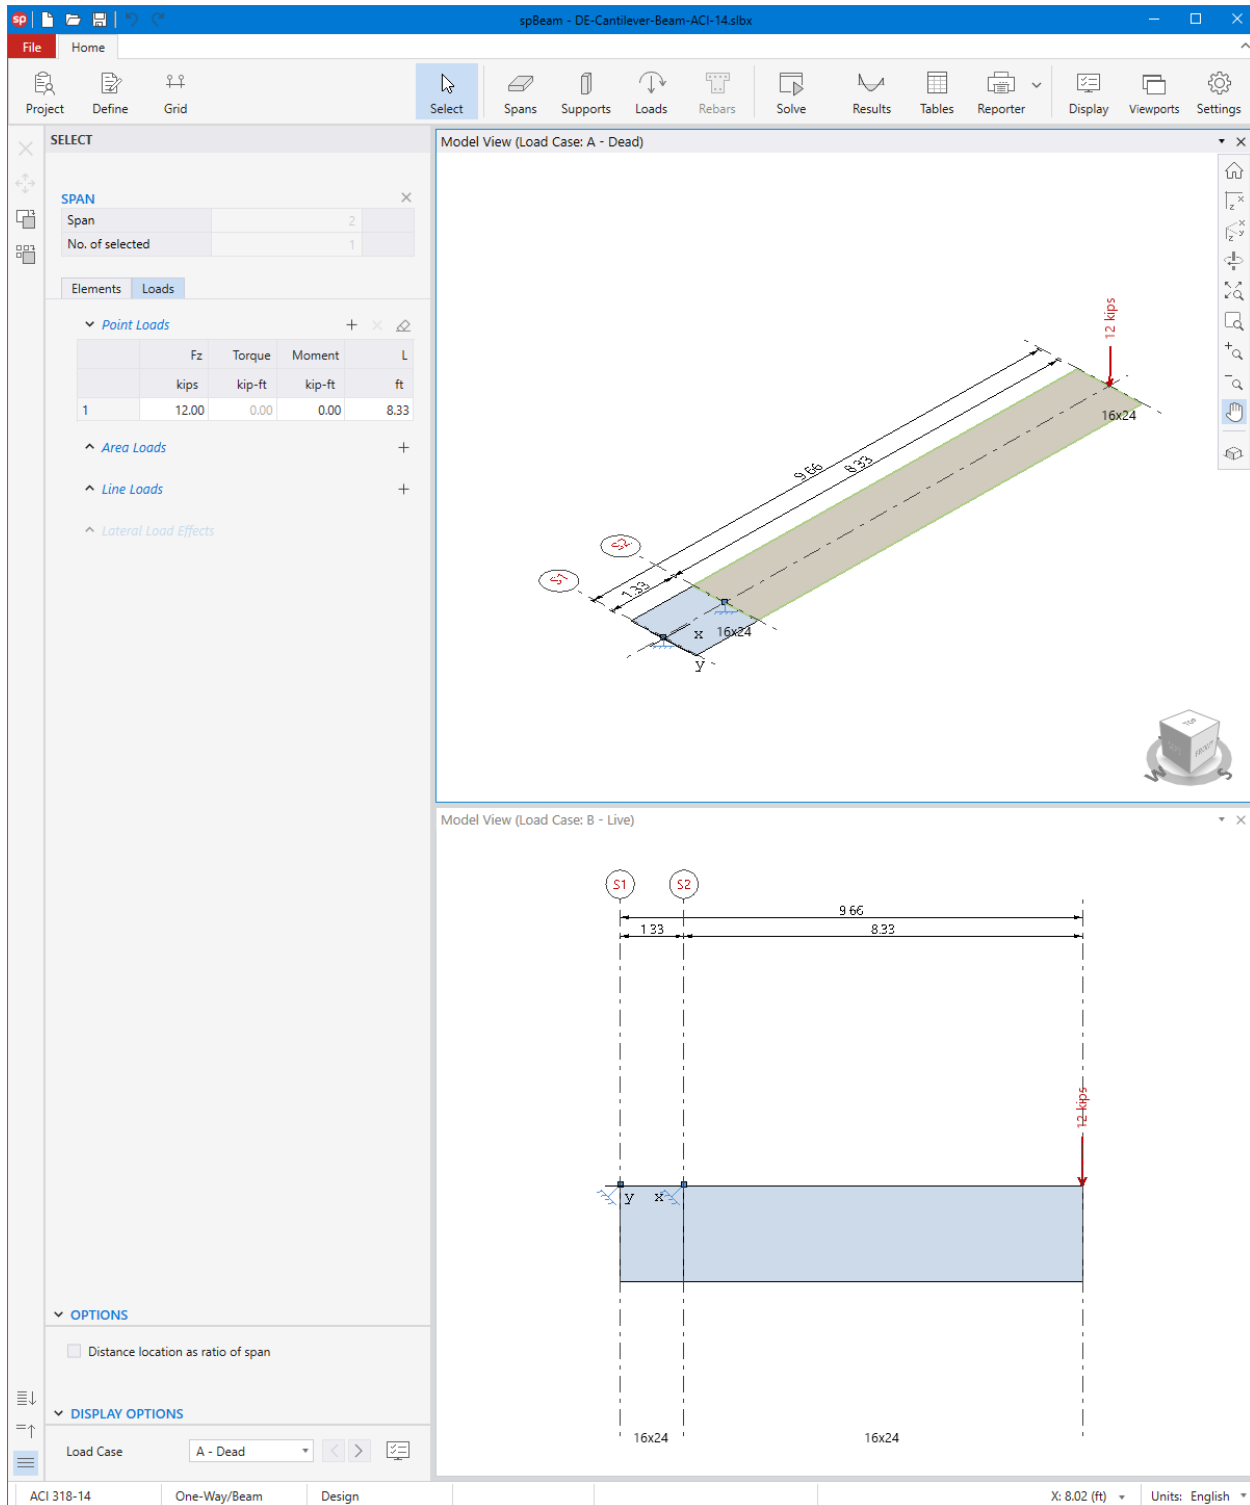 sp
spBeam - DE-Cantilever-Beam-ACI-14.slbx
File Home
Project Define Grid Select Spans Supports Loads Rebars Solve Results Tables Reporter Display Viewports Settings
SELECT
SPAN
Span 2
No. of selected 1
Elements Loads
Point Loads
Fz Torque Moment L
kips kip-ft kip-ft ft
1 12.00 0.00 0.00 8.33
Area Loads
Line Loads
Lateral Load Effects
OPTIONS
Distance location as ratio of span
DISPLAY OPTIONS
Load Case A - Dead
Model View (Load Case: A - Dead)
12 kips
16x24
9.66
8.33
S2
S1
1.33
x 16x24
y
TOP
LEFT FRONT
W S
Model View (Load Case: B - Live)
S1 S2
9.66
1.33 8.33
12 kips
y x
16x24 16x24
ACI 318-14 One-Way/Beam Design X: 8.02 (ft) Units: English